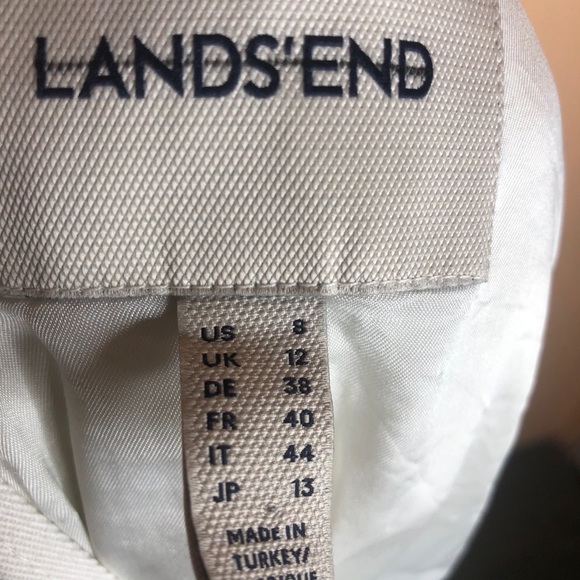 LANDS'END
US 8
UK 12
DE 38
FR 40
IT 44
JP 13
MADE IN
TURKEY/